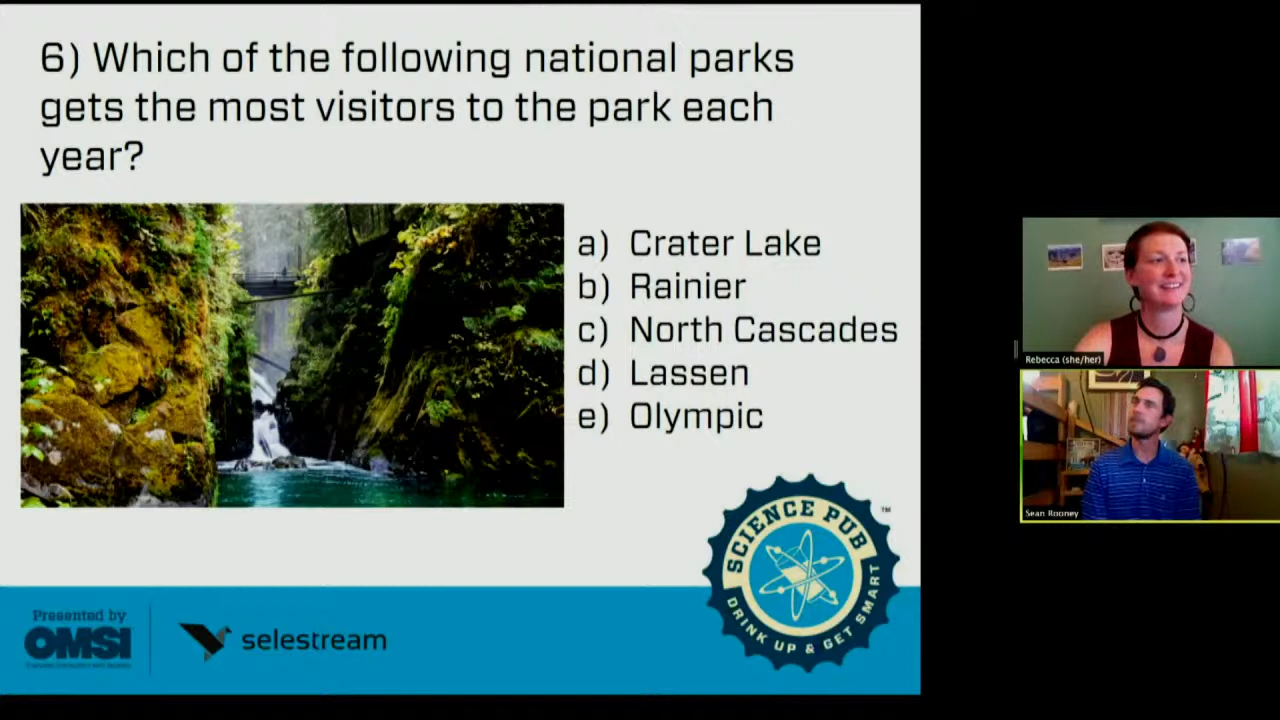 6) Which of the following national parks
gets the most visitors to the park each
year?
a) Crater Lake
b) Rainier
c) North Cascades
d) Lassen
e) Olympic
Rebecca (she/her)
Sean Rooney
SCIENCE PUB
DRINK UP & GET SMART
™
Presented by
OMSI
selestream